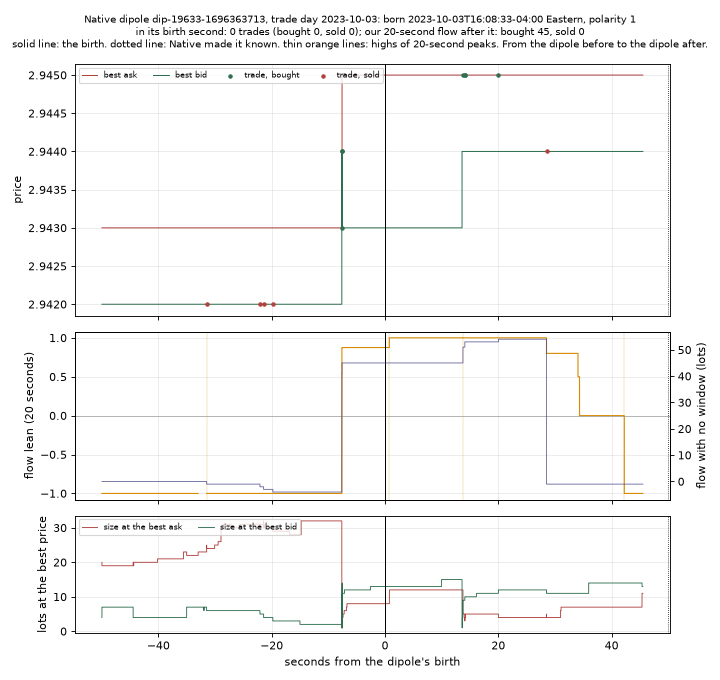 Native dipole dip-19633-1696363713, trade day 2023-10-03: born 2023-10-03T16:08:33-04:00 Eastern, polarity 1
in its birth second: 0 trades (bought 0, sold 0); our 20-second flow after it: bought 45, sold 0
solid line: the birth. dotted line: Native made it known. thin orange lines: highs of 20-second peaks. From the dipole before to the dipole after.
best ask
best bid
trade, bought
trade, sold
2.9450
2.9445
2.9440
2.9435
2.9430
2.9425
2.9420
price
1.0
0.5
0.0
−0.5
−1.0
flow lean (20 seconds)
50
40
30
20
10
0
flow with no window (lots)
size at the best ask
size at the best bid
30
20
10
0
lots at the best price
−40
−20
0
20
40
seconds from the dipole's birth